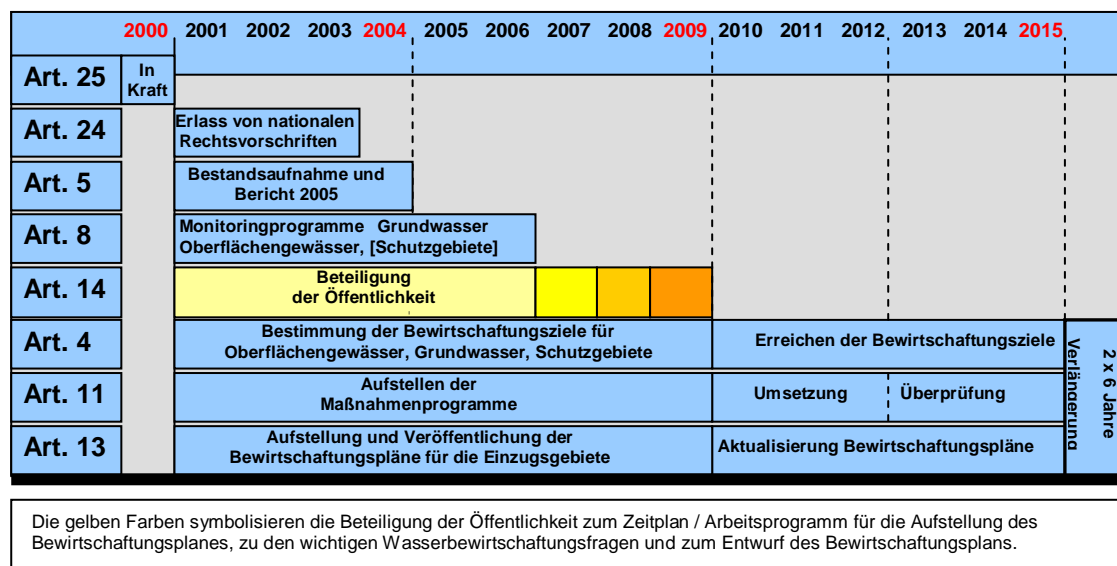 2000 2001 2002 2003 2004 2005 2006 2007 2008 2009 2010 2011 2012 2013 2014 2015
Art. 25
In
Kraft
Art. 24
Erlass von nationalen
Rechtsvorschriften
Art. 5
Bestandsaufnahme und
Bericht 2005
Art. 8
Monitoringprogramme Grundwasser
Oberflächengewässer, [Schutzgebiete]
Art. 14
Beteiligung
der Öffentlichkeit
Art. 4
Bestimmung der Bewirtschaftungsziele für
Oberflächengewässer, Grundwasser, Schutzgebiete
Erreichen der Bewirtschaftungsziele
Art. 11
Aufstellen der
Maßnahmenprogramme
Umsetzung
Überprüfung
Art. 13
Aufstellung und Veröffentlichung der
Bewirtschaftungspläne für die Einzugsgebiete
Aktualisierung Bewirtschaftungspläne
Verlängerung
2 x 6 Jahre
Die gelben Farben symbolisieren die Beteiligung der Öffentlichkeit zum Zeitplan / Arbeitsprogramm für die Aufstellung des
Bewirtschaftungsplanes, zu den wichtigen Wasserbewirtschaftungsfragen und zum Entwurf des Bewirtschaftungsplans.